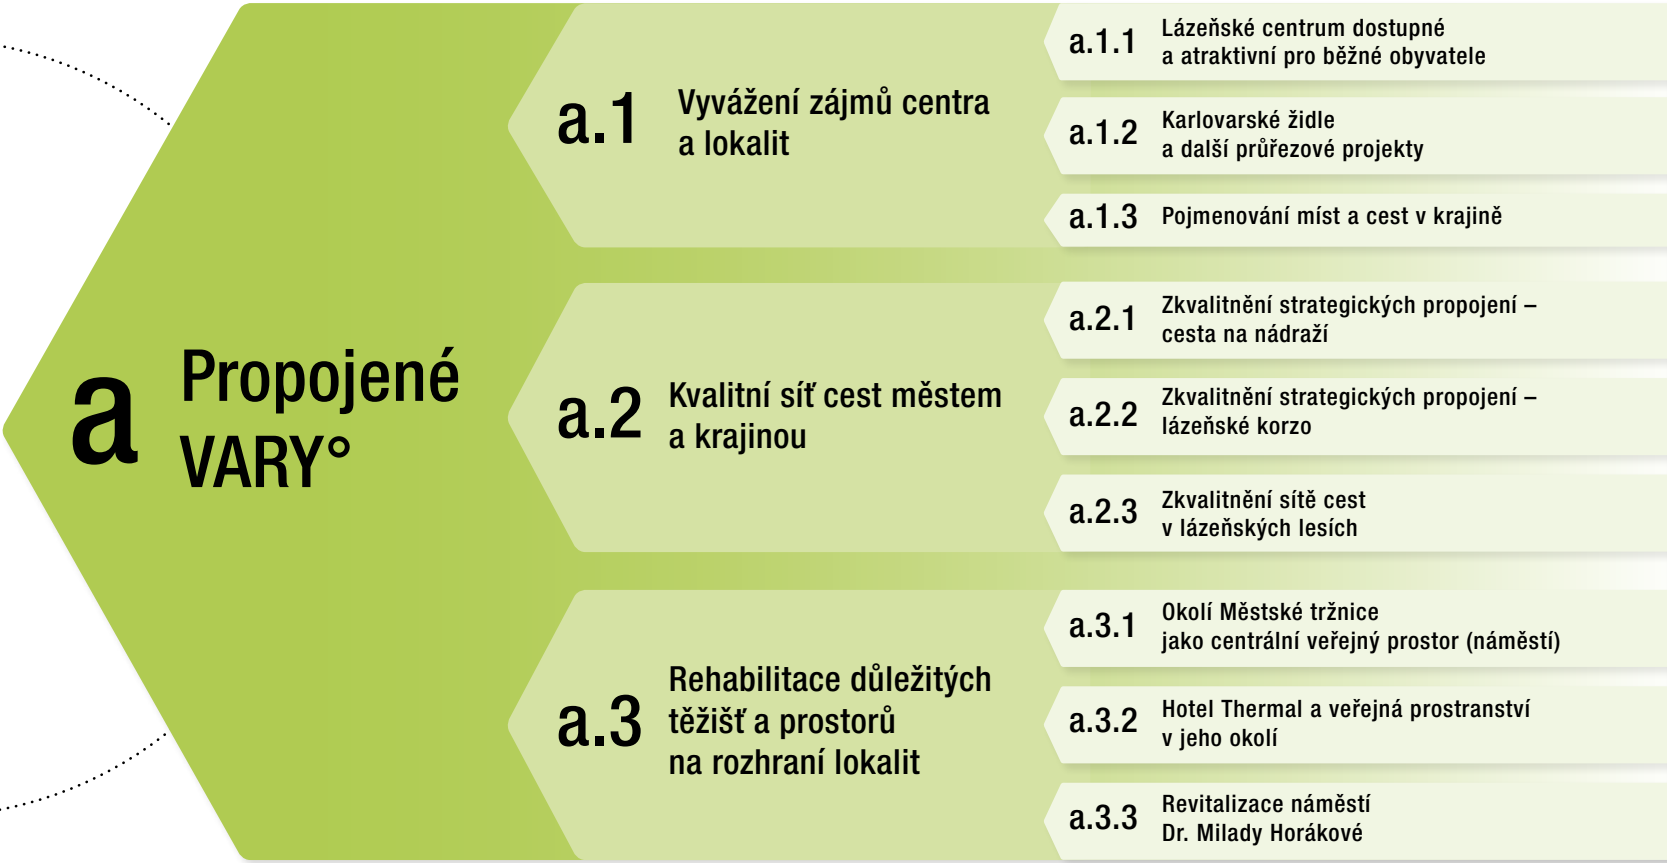 a
Propojené
VARY°
a.1
Vyvážení zájmů centra
a lokalit
a.1.1
Lázeňské centrum dostupné
a atraktivní pro běžné obyvatele
a.1.2
Karlovarské židle
a další průřezové projekty
a.1.3
Pojmenování míst a cest v krajině
a.2
Kvalitní síť cest městem
a krajinou
a.2.1
Zkvalitnění strategických propojení –
cesta na nádraží
a.2.2
Zkvalitnění strategických propojení –
lázeňské korzo
a.2.3
Zkvalitnění sítě cest
v lázeňských lesích
a.3
Rehabilitace důležitých
těžišť a prostorů
na rozhraní lokalit
a.3.1
Okolí Městské tržnice
jako centrální veřejný prostor (náměstí)
a.3.2
Hotel Thermal a veřejná prostranství
v jeho okolí
a.3.3
Revitalizace náměstí
Dr. Milady Horákové